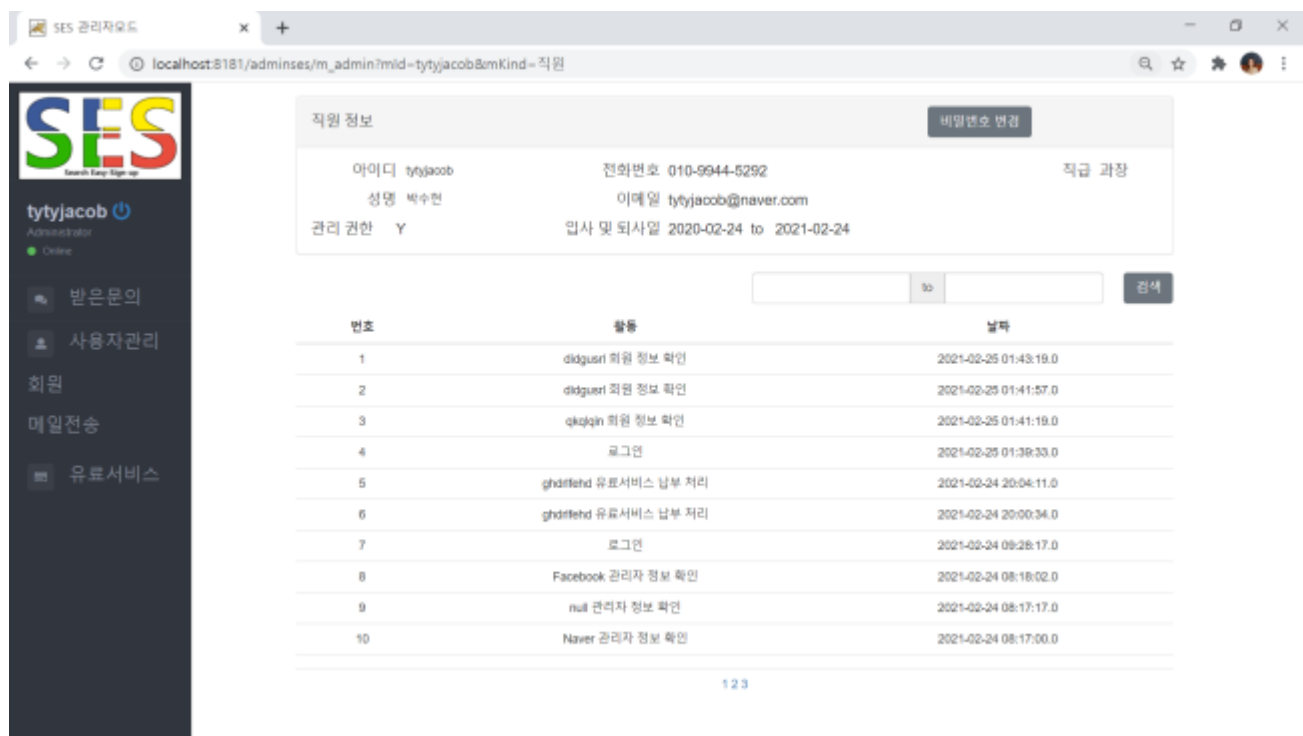 SES 관리자모드
localhost:8181/adminses/m_admin?mId=tytyjacob&mKind=직원
SES
Search Easy Sign-up
tytyjacob
Administrator
Online
받은문의
사용자관리
회원
메일전송
유료서비스
직원 정보 비밀번호 변경
아이디 tytyjacob 전화번호 010-9944-5292 직급 과장
성명 박수현 이메일 tytyjacob@naver.com
관리 권한 Y 입사 및 퇴사일 2020-02-24 to 2021-02-24
to 검색
번호 활동 날짜
1 didgusrl 회원 정보 확인 2021-02-25 01:43:19.0
2 didgusrl 회원 정보 확인 2021-02-25 01:41:57.0
3 회원 정보 확인 2021-02-25 01:41:19.0
4 로그인 2021-02-25 01:39:33.0
5 유료서비스 납부 처리 2021-02-24 20:04:11.0
6 유료서비스 납부 처리 2021-02-24 20:00:34.0
7 로그인 2021-02-24 09:28:17.0
8 Facebook 관리자 정보 확인 2021-02-24 08:18:02.0
9 null 관리자 정보 확인 2021-02-24 08:17:17.0
10 Naver 관리자 정보 확인 2021-02-24 08:17:00.0
1 2 3